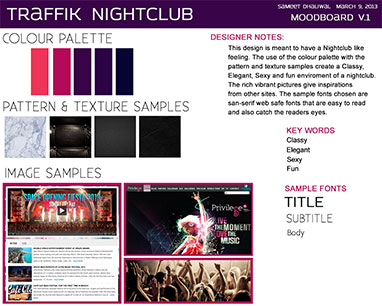 TRAFFIK NIGHTCLUB
SAMEET DHALIWAL MARCH 9, 2013
MOODBOARD V.1
COLOUR PALETTE
PATTERN & TEXTURE SAMPLES
IMAGE SAMPLES
SPACE OPENING FIESTA 2013
DESIGNER NOTES:
This design is meant to have a Nightclub like
feeling. The use of the colour palette with the
pattern and texture samples create a Classy,
Elegant, Sexy and fun enviroment of a nightclub.
The rich vibrant pictures give inspirations
from other sites. The sample fonts chosen are
san-serif web safe fonts that are easy to read
and also catch the readers eyes.
KEY WORDS
Classy
Elegant
Sexy
Fun
SAMPLE FONTS
TITLE
SUBTITLE
Body
Privilege
LIVE
THE MOMENT
LOVE
THE MUSIC